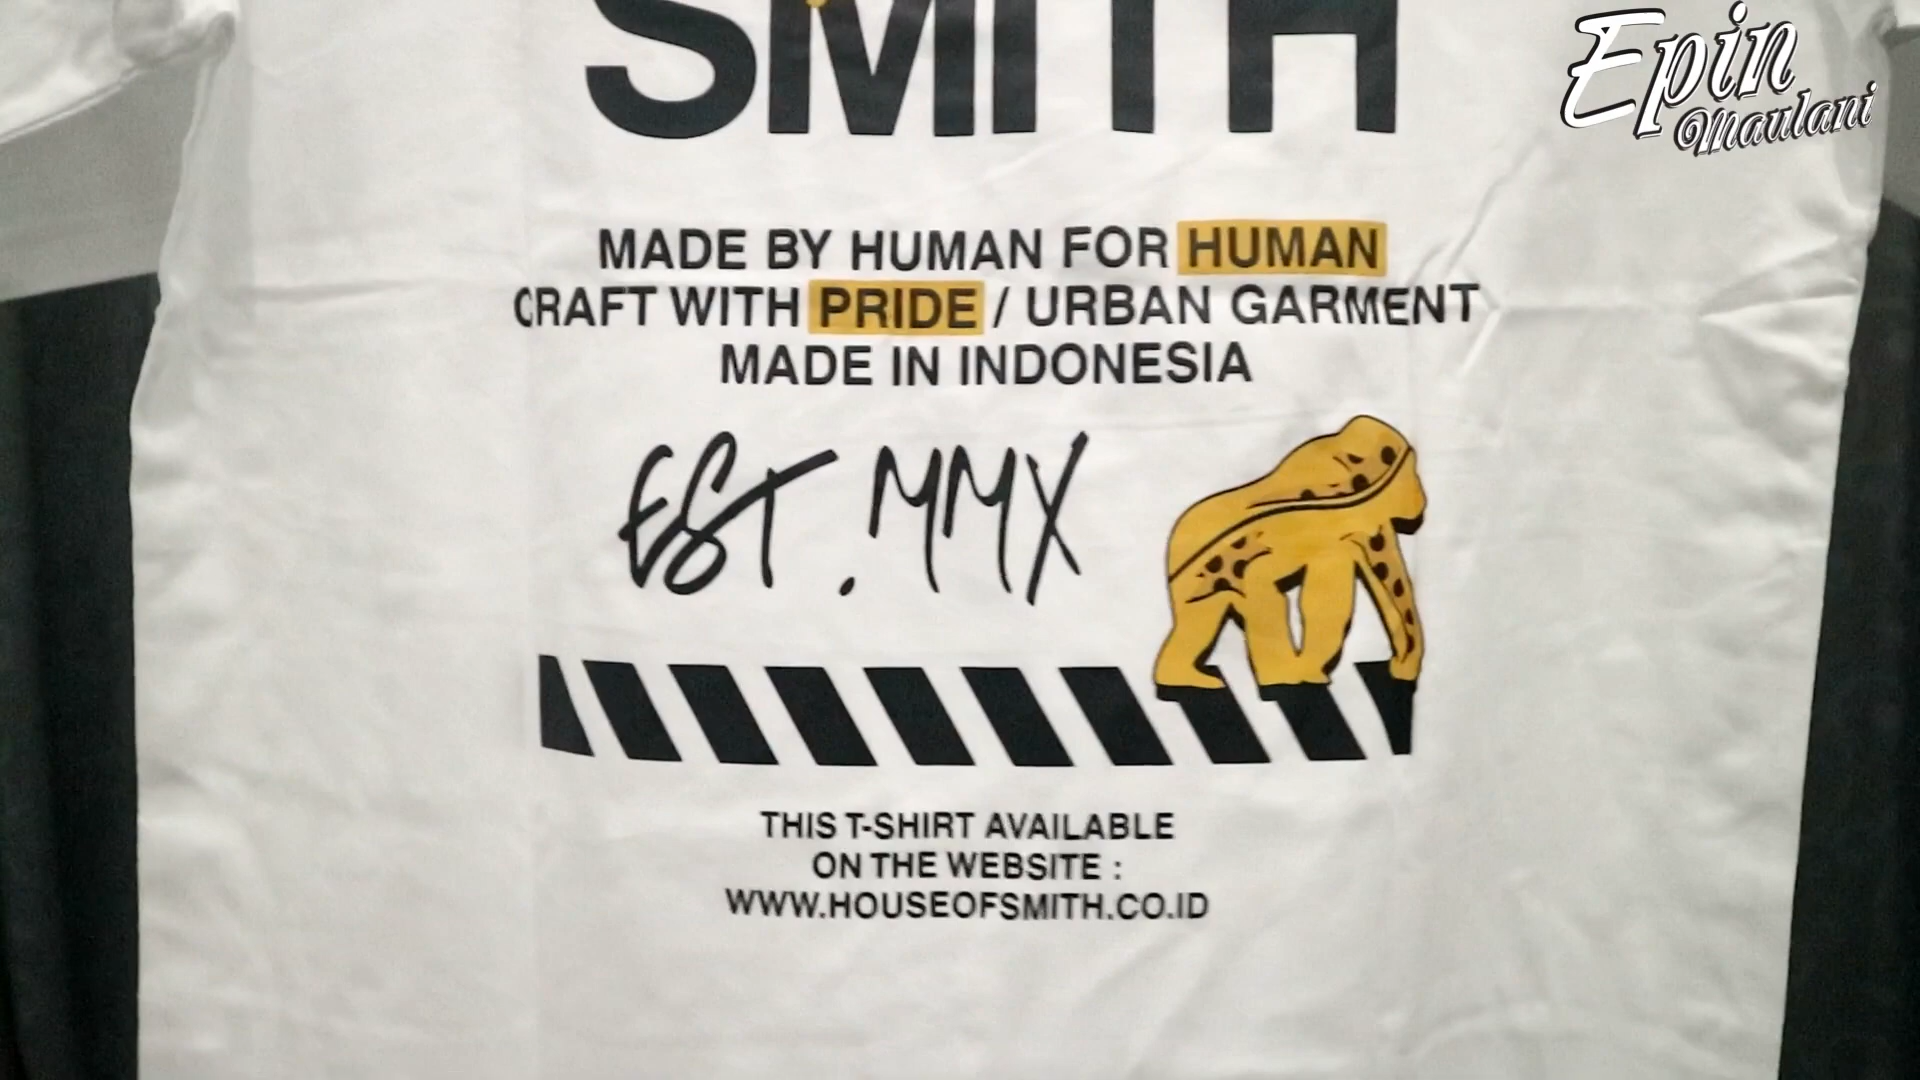 SMITH
Epin
Maulani
MADE BY HUMAN FOR HUMAN
CRAFT WITH PRIDE / URBAN GARMENT
MADE IN INDONESIA
EST. MMX
THIS T-SHIRT AVAILABLE
ON THE WEBSITE :
WWW.HOUSEOFSMITH.CO.ID